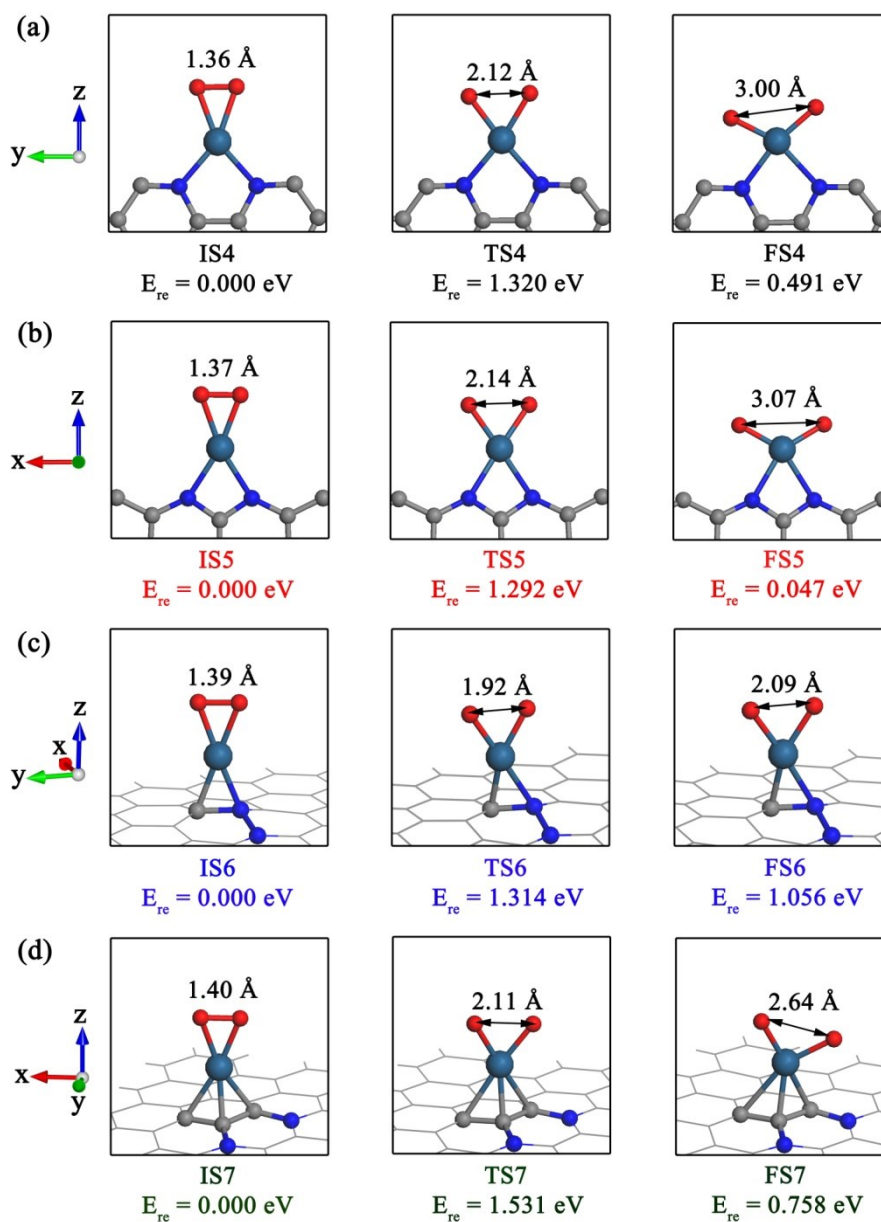 (a)
z
y
1.36 Å
2.12 Å
3.00 Å
IS4
TS4
FS4
E_re = 0.000 eV
E_re = 1.320 eV
E_re = 0.491 eV
(b)
z
x
1.37 Å
2.14 Å
3.07 Å
IS5
TS5
FS5
E_re = 0.000 eV
E_re = 1.292 eV
E_re = 0.047 eV
(c)
z
x
y
1.39 Å
1.92 Å
2.09 Å
IS6
TS6
FS6
E_re = 0.000 eV
E_re = 1.314 eV
E_re = 1.056 eV
(d)
z
x
y
1.40 Å
2.11 Å
2.64 Å
IS7
TS7
FS7
E_re = 0.000 eV
E_re = 1.531 eV
E_re = 0.758 eV